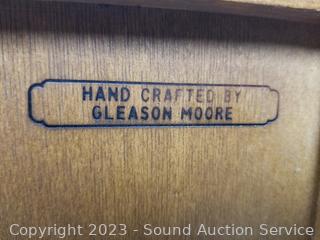 HAND CRAFTED BY
GLEASON MOORE
Copyright 2023 - Sound Auction Service